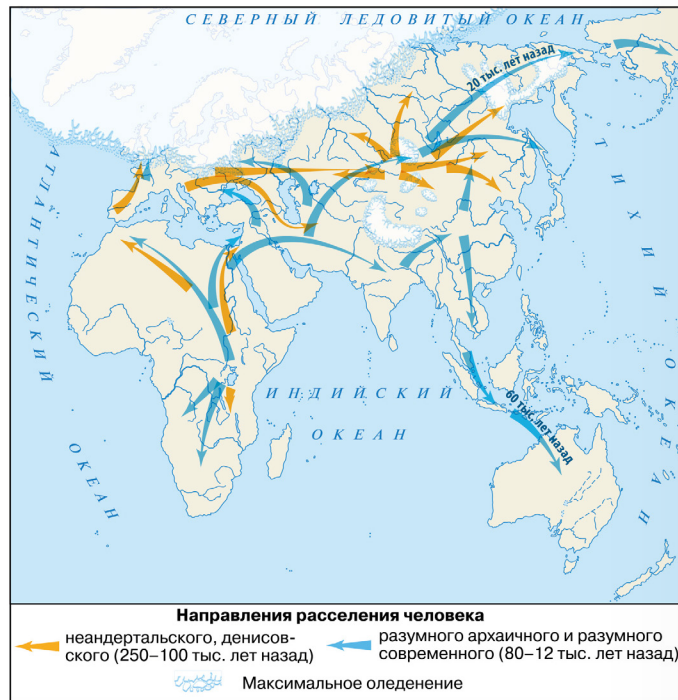 СЕВЕРНЫЙ ЛЕДОВИТЫЙ ОКЕАН
20 тыс. лет назад
АТЛАНТИЧЕСКИЙ
ОКЕАН
ТИХИЙ
ОКЕАН
ИНДИЙСКИЙ
ОКЕАН
60 тыс. лет назад
Направления расселения человека
неандертальского, денисов-
ского (250–100 тыс. лет назад)
разумного архаичного и разумного
современного (80–12 тыс. лет назад)
Максимальное оледенение